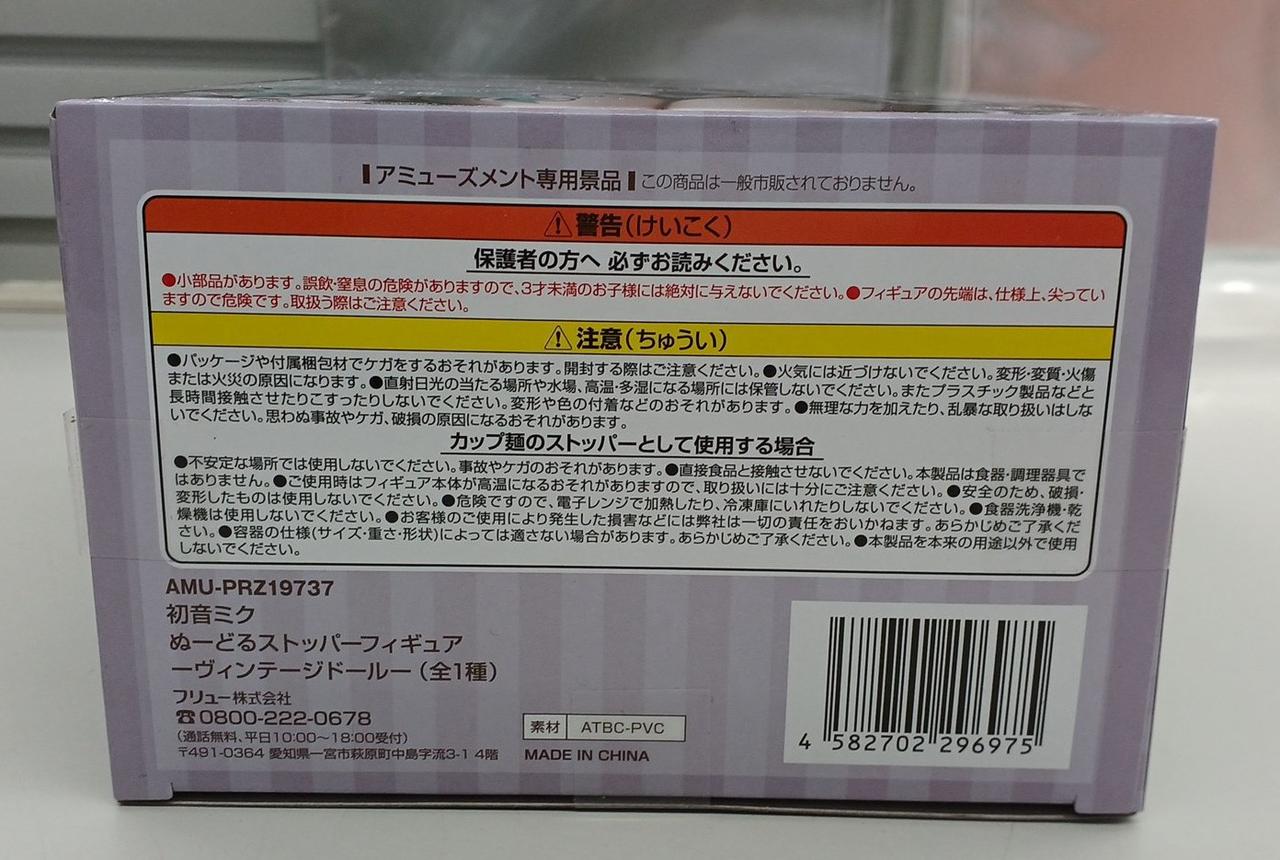 アミューズメント専用景品 この商品は一般市販されておりません。
警告(けいこく)
保護者の方へ 必ずお読みください。
●小部品があります。誤飲・窒息の危険がありますので、3才未満のお子様には絶対に与えないでください。●フィギュアの先端は、仕様上、尖ってい
ますので危険です。取扱う際はご注意ください。
注意(ちゅうい)
●パッケージや付属梱包材でケガをするおそれがあります。開封する際はご注意ください。●火気には近づけないでください。変形・変質・火傷
または火災の原因になります。●直射日光の当たる場所や水場、高温・多湿になる場所には保管しないでください。またプラスチック製品などと
長時間接触させたりこすったりしないでください。変形や色の付着などのおそれがあります。●無理な力を加えたり、乱暴な取り扱いはしな
いでください。思わぬ事故やケガ、破損の原因になるおそれがあります。
カップ麺のストッパーとして使用する場合
●不安定な場所では使用しないでください。事故やケガのおそれがあります。●直接食品と接触させないでください。本製品は食器・調理器具で
はありません。●ご使用時はフィギュア本体が高温になるおそれがありますので、取り扱いには十分にご注意ください。●安全のため、破損・
変形したものは使用しないでください。●危険ですので、電子レンジで加熱したり、冷凍庫にいれたりしないでください。●食器洗浄機・乾
燥機は使用しないでください。●お客様のご使用により発生した損害などには弊社は一切の責任をおいかねます。あらかじめご了承くだ
さい。●容器の仕様(サイズ・重さ・形状)によっては適さない場合があります。あらかじめご了承ください。●本製品を本来の用途以外で使用
しないでください。
AMU-PRZ19737
初音ミク
ぬーどるストッパーフィギュア
ーヴィンテージドールー(全1種)
フリュー株式会社
☎0800-222-0678
(通話無料、平日10:00~18:00受付)
〒491-0364 愛知県一宮市萩原町中島字流3-1 4階
素材 ATBC-PVC
MADE IN CHINA
4 582702 296975